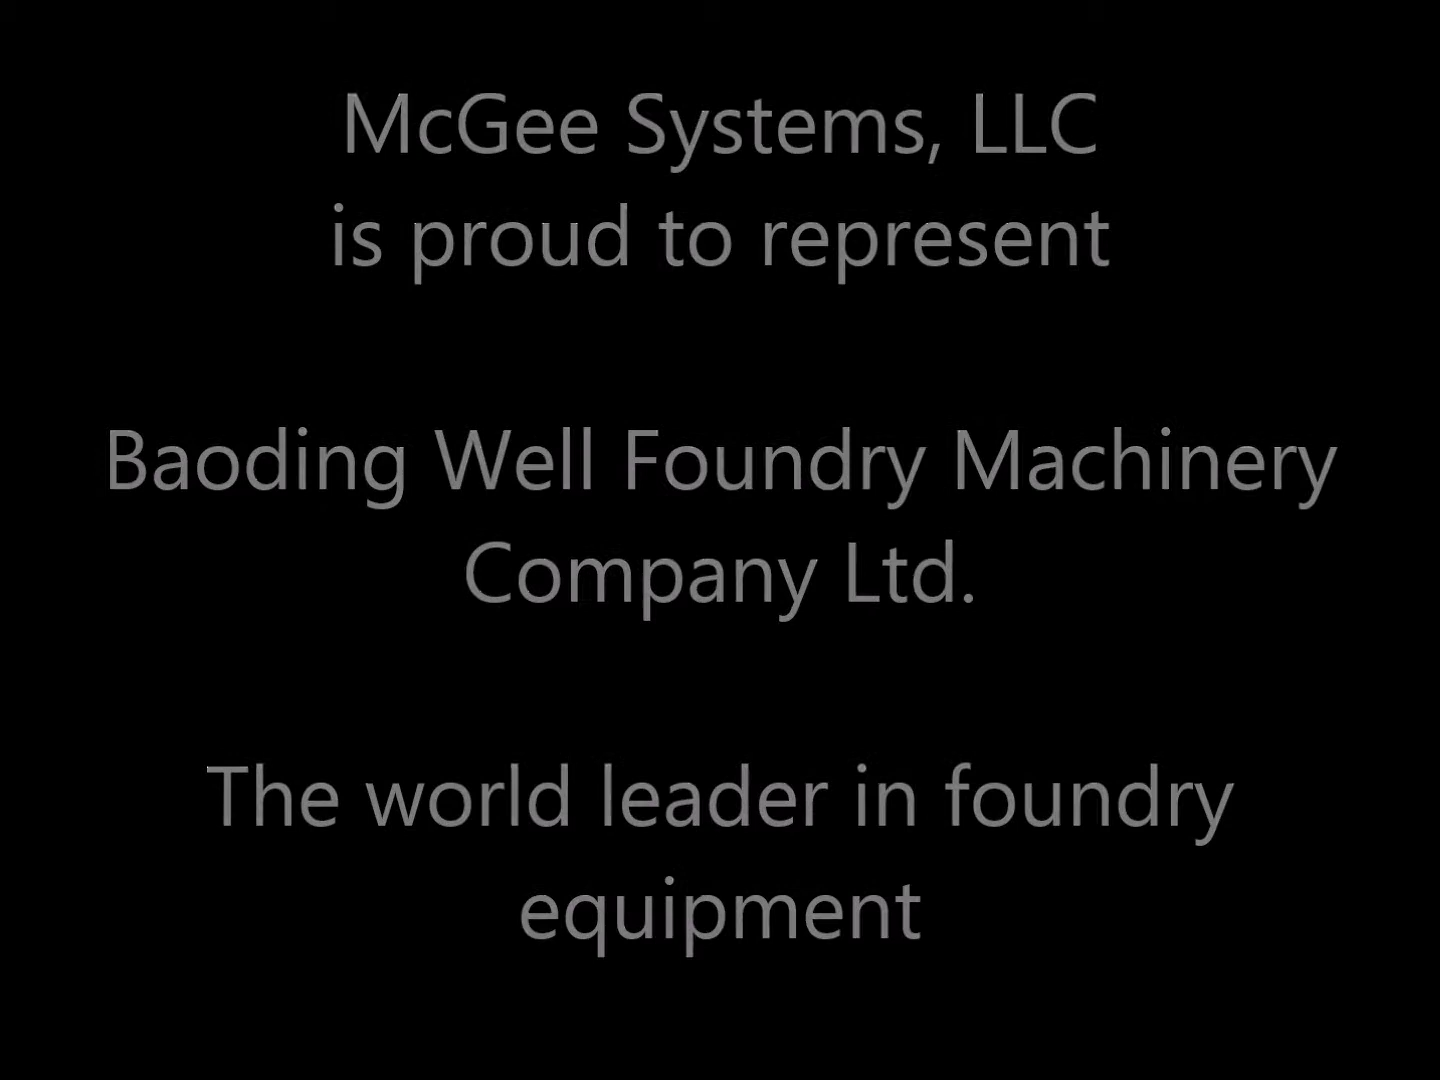 McGee Systems, LLC
is proud to represent
Baoding Well Foundry Machinery
Company Ltd.
The world leader in foundry
equipment